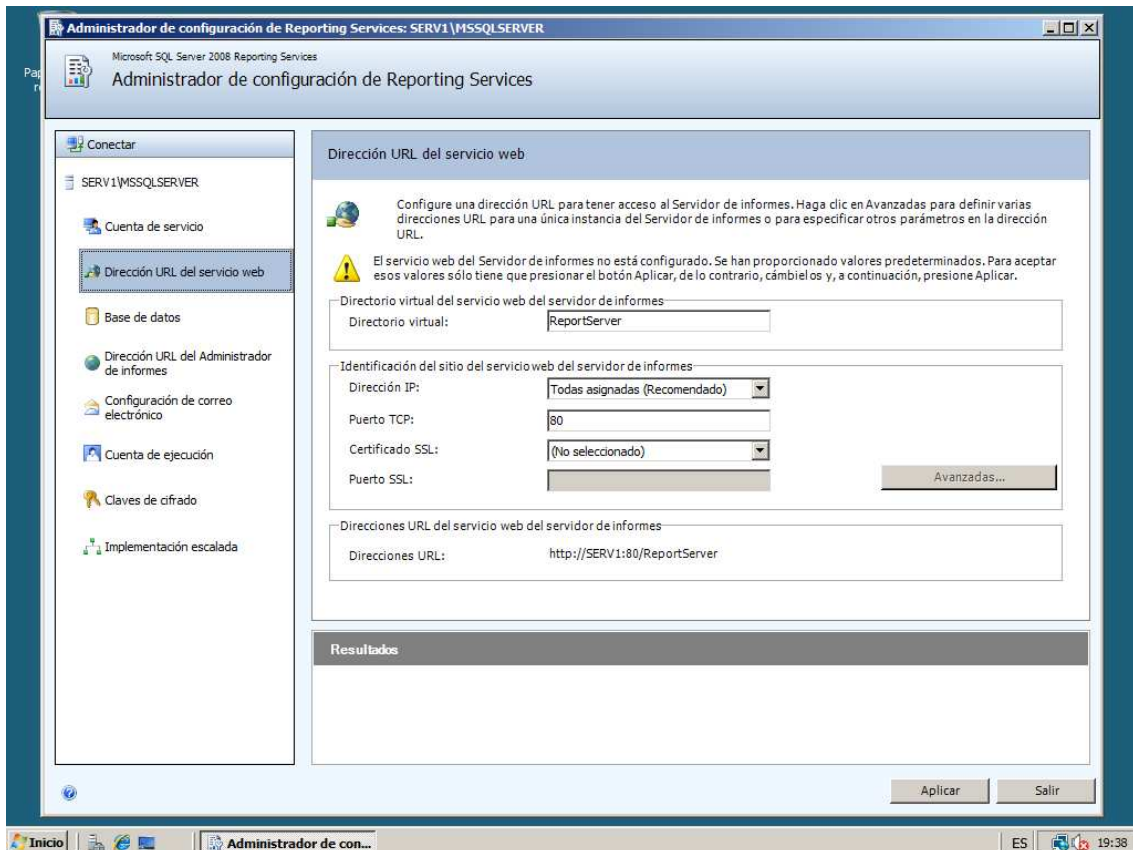 Administrador de configuración de Reporting Services: SERV1\MSSQLSERVER
Microsoft SQL Server 2008 Reporting Services
Administrador de configuración de Reporting Services
Conectar
SERV1\MSSQLSERVER
Cuenta de servicio
Dirección URL del servicio web
Base de datos
Dirección URL del Administrador
de informes
Configuración de correo
electrónico
Cuenta de ejecución
Claves de cifrado
Implementación escalada
Dirección URL del servicio web
Configure una dirección URL para tener acceso al Servidor de informes. Haga clic en Avanzadas para definir varias
direcciones URL para una única instancia del Servidor de informes o para especificar otros parámetros en la dirección
URL.
El servicio web del Servidor de informes no está configurado. Se han proporcionado valores predeterminados. Para aceptar
esos valores sólo tiene que presionar el botón Aplicar, de lo contrario, cámbielos y, a continuación, presione Aplicar.
Directorio virtual del servicio web del servidor de informes
Directorio virtual: ReportServer
Identificación del sitio del servicio web del servidor de informes
Dirección IP: Todas asignadas (Recomendado)
Puerto TCP: 80
Certificado SSL: (No seleccionado)
Puerto SSL:
Avanzadas...
Direcciones URL del servicio web del servidor de informes
Direcciones URL: http://SERV1:80/ReportServer
Resultados
Aplicar Salir
Inicio Administrador de con... ES 19:38